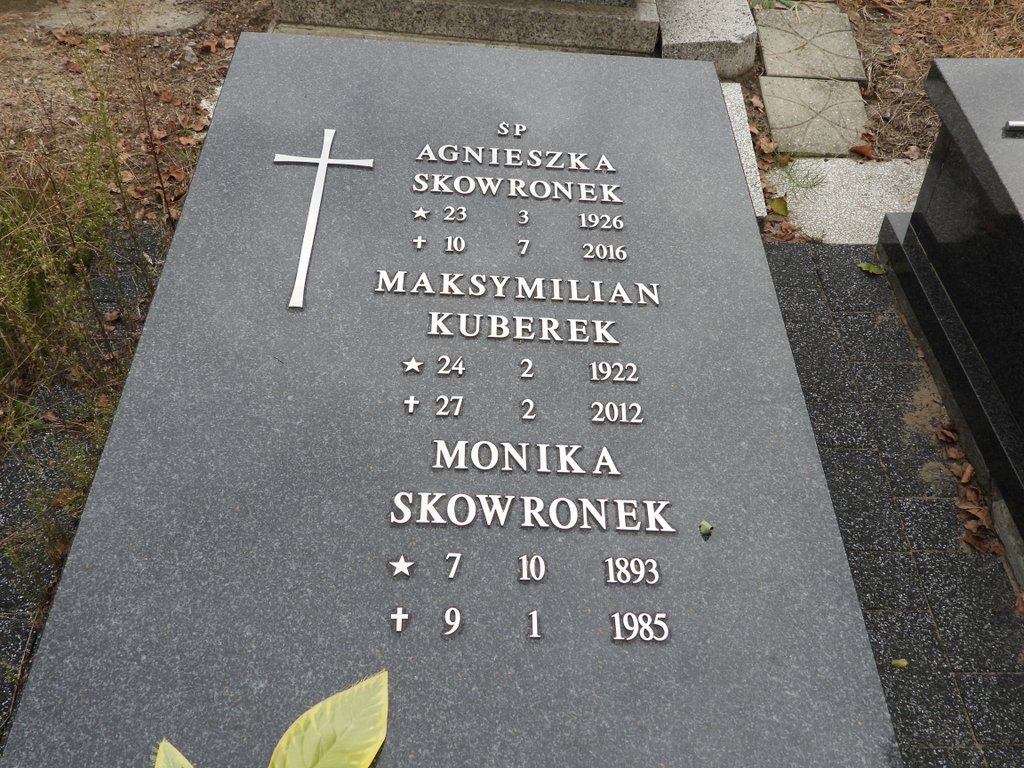 SP
AGNIESZKA
SKOWRONEK
★ 23 3 1926
✝ 10 7 2016
MAKSYMILIAN
KUBEREK
★ 24 2 1922
✝ 27 2 2012
MONIKA
SKOWRONEK
★ 7 10 1893
✝ 9 1 1985